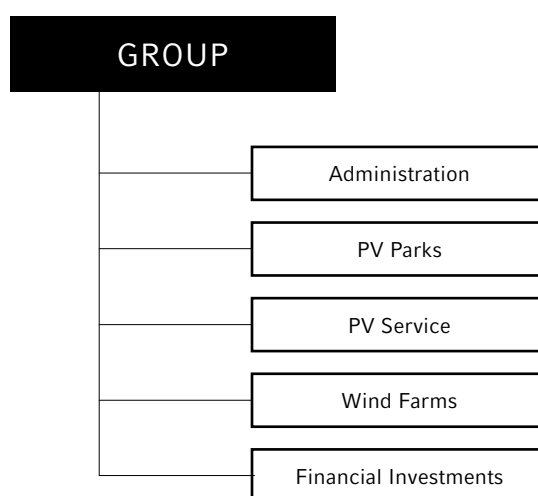 GROUP
Administration
PV Parks
PV Service
Wind Farms
Financial Investments